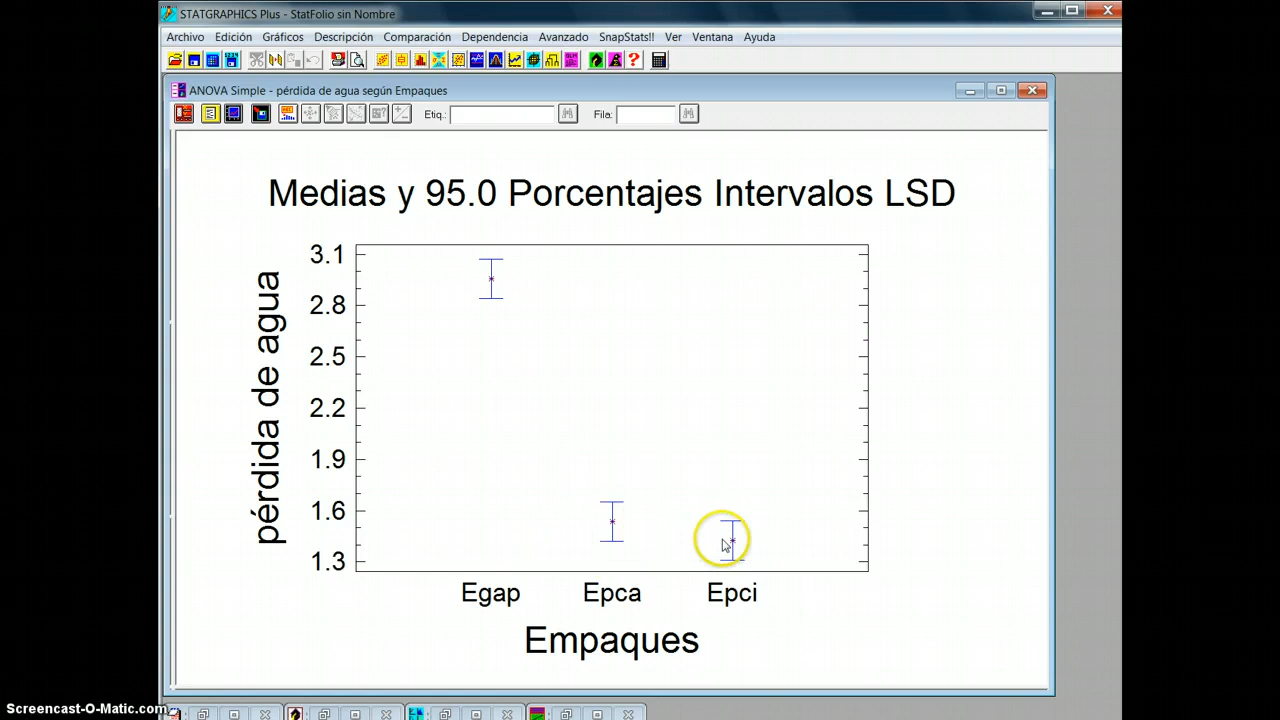 STATGRAPHICS Plus - StatFolio sin Nombre
Archivo Edición Gráficos Descripción Comparación Dependencia Avanzado SnapStats!! Ver Ventana Ayuda
ANOVA Simple - pérdida de agua según Empaques
Etiq.: Fila:
Medias y 95.0 Porcentajes Intervalos LSD
pérdida de agua
3.1
2.8
2.5
2.2
1.9
1.6
1.3
Egap Epca Epci
Empaques
Screencast-O-Matic.com